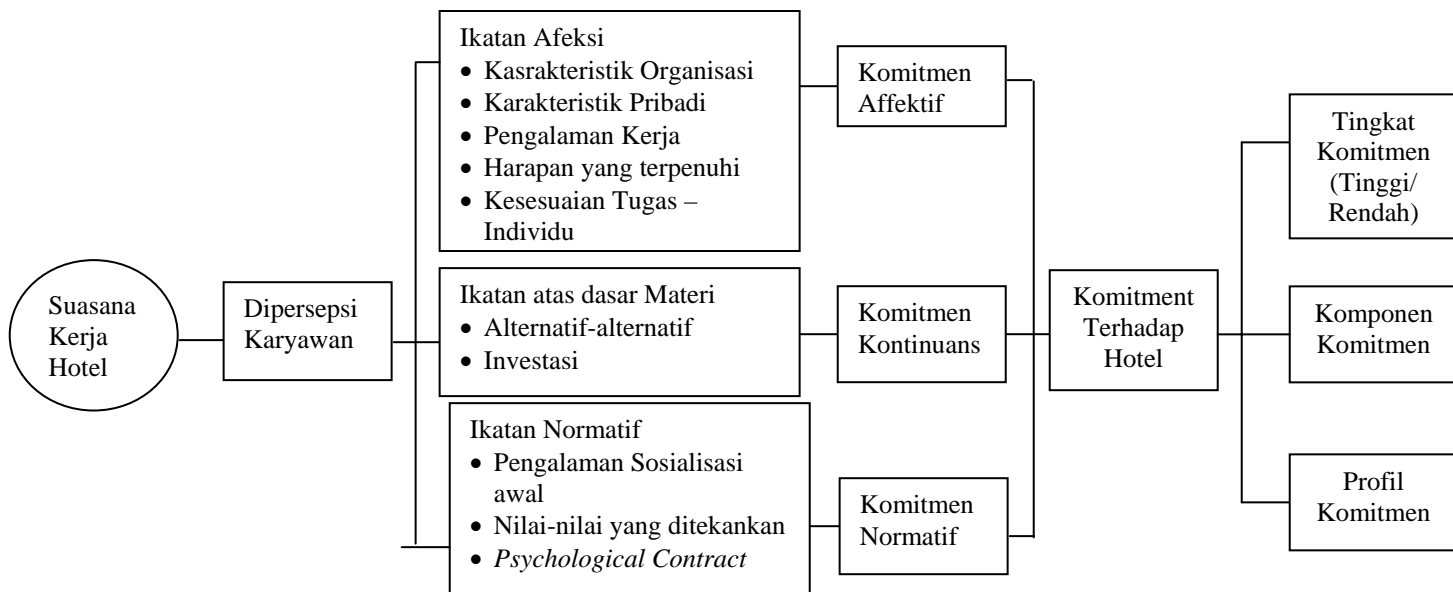 Suasana
Kerja
Hotel
Dipersepsi
Karyawan
Ikatan Afeksi
• Kasrakteristik Organisasi
• Karakteristik Pribadi
• Pengalaman Kerja
• Harapan yang terpenuhi
• Kesesuaian Tugas –
Individu
Ikatan atas dasar Materi
• Alternatif-alternatif
• Investasi
Ikatan Normatif
• Pengalaman Sosialisasi
awal
• Nilai-nilai yang ditekankan
• Psychological Contract
Komitmen
Affektif
Komitmen
Kontinuans
Komitmen
Normatif
Komitment
Terhadap
Hotel
Tingkat
Komitmen
(Tinggi/
Rendah)
Komponen
Komitmen
Profil
Komitmen